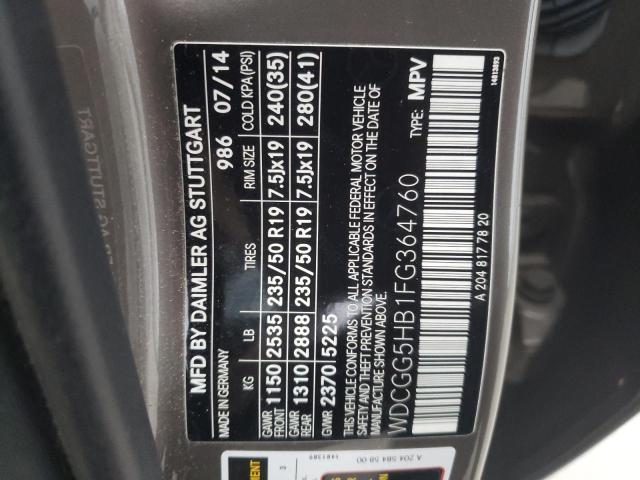 MFD BY DAIMLER AG STUTTGART
MADE IN GERMANY 986 07/14
KG LB TIRES RIM SIZE COLD KPA(PSI)
GAWR FRONT 1150 2535 235/50 R19 7.5Jx19 240(35)
GAWR REAR 1310 2888 235/50 R19 7.5Jx19 280(41)
GVWR 2370 5225
THIS VEHICLE CONFORMS TO ALL APPLICABLE FEDERAL MOTOR VEHICLE
SAFETY AND THEFT PREVENTION STANDARDS IN EFFECT ON THE DATE OF
MANUFACTURE SHOWN ABOVE.
WDCGG5HB1FG364760 TYPE: MPV
A 204 817 78 20
14813893
A 204 584 58 00
AG STUTTGART